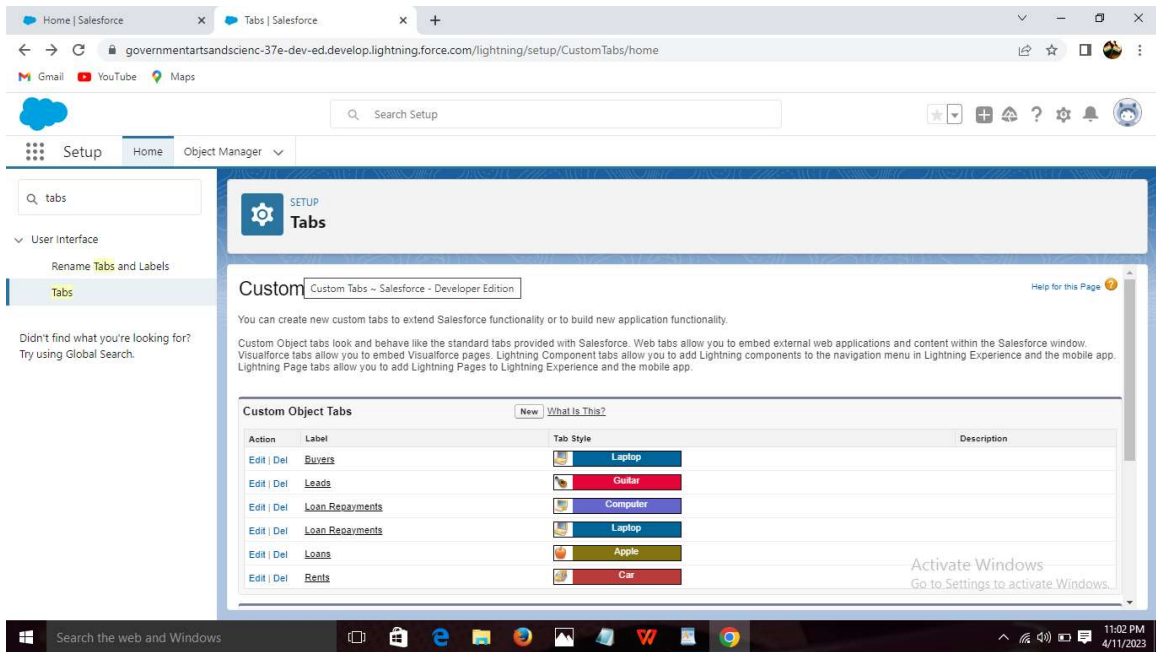 Home | Salesforce
Tabs | Salesforce
governmentartsandscienc-37e-dev-ed.develop.lightning.force.com/lightning/setup/CustomTabs/home
Gmail YouTube Maps
Search Setup
Setup Home Object Manager
tabs
User Interface
Rename Tabs and Labels
Tabs
Didn't find what you're looking for?
Try using Global Search.
SETUP
Tabs
Custom
Custom Tabs ~ Salesforce - Developer Edition
Help for this Page
You can create new custom tabs to extend Salesforce functionality or to build new application functionality.
Custom Object tabs look and behave like the standard tabs provided with Salesforce. Web tabs allow you to embed external web applications and content within the Salesforce window.
Visualforce tabs allow you to embed Visualforce pages. Lightning Component tabs allow you to add Lightning components to the navigation menu in Lightning Experience and the mobile app.
Lightning Page tabs allow you to add Lightning Pages to Lightning Experience and the mobile app.
Custom Object Tabs New What Is This?
Action Label Tab Style Description
Edit | Del Buyers Laptop
Edit | Del Leads Guitar
Edit | Del Loan Repayments Computer
Edit | Del Loan Repayments Laptop
Edit | Del Loans Apple
Edit | Del Rents Car
Activate Windows
Go to Settings to activate Windows.
Search the web and Windows
11:02 PM
4/11/2023